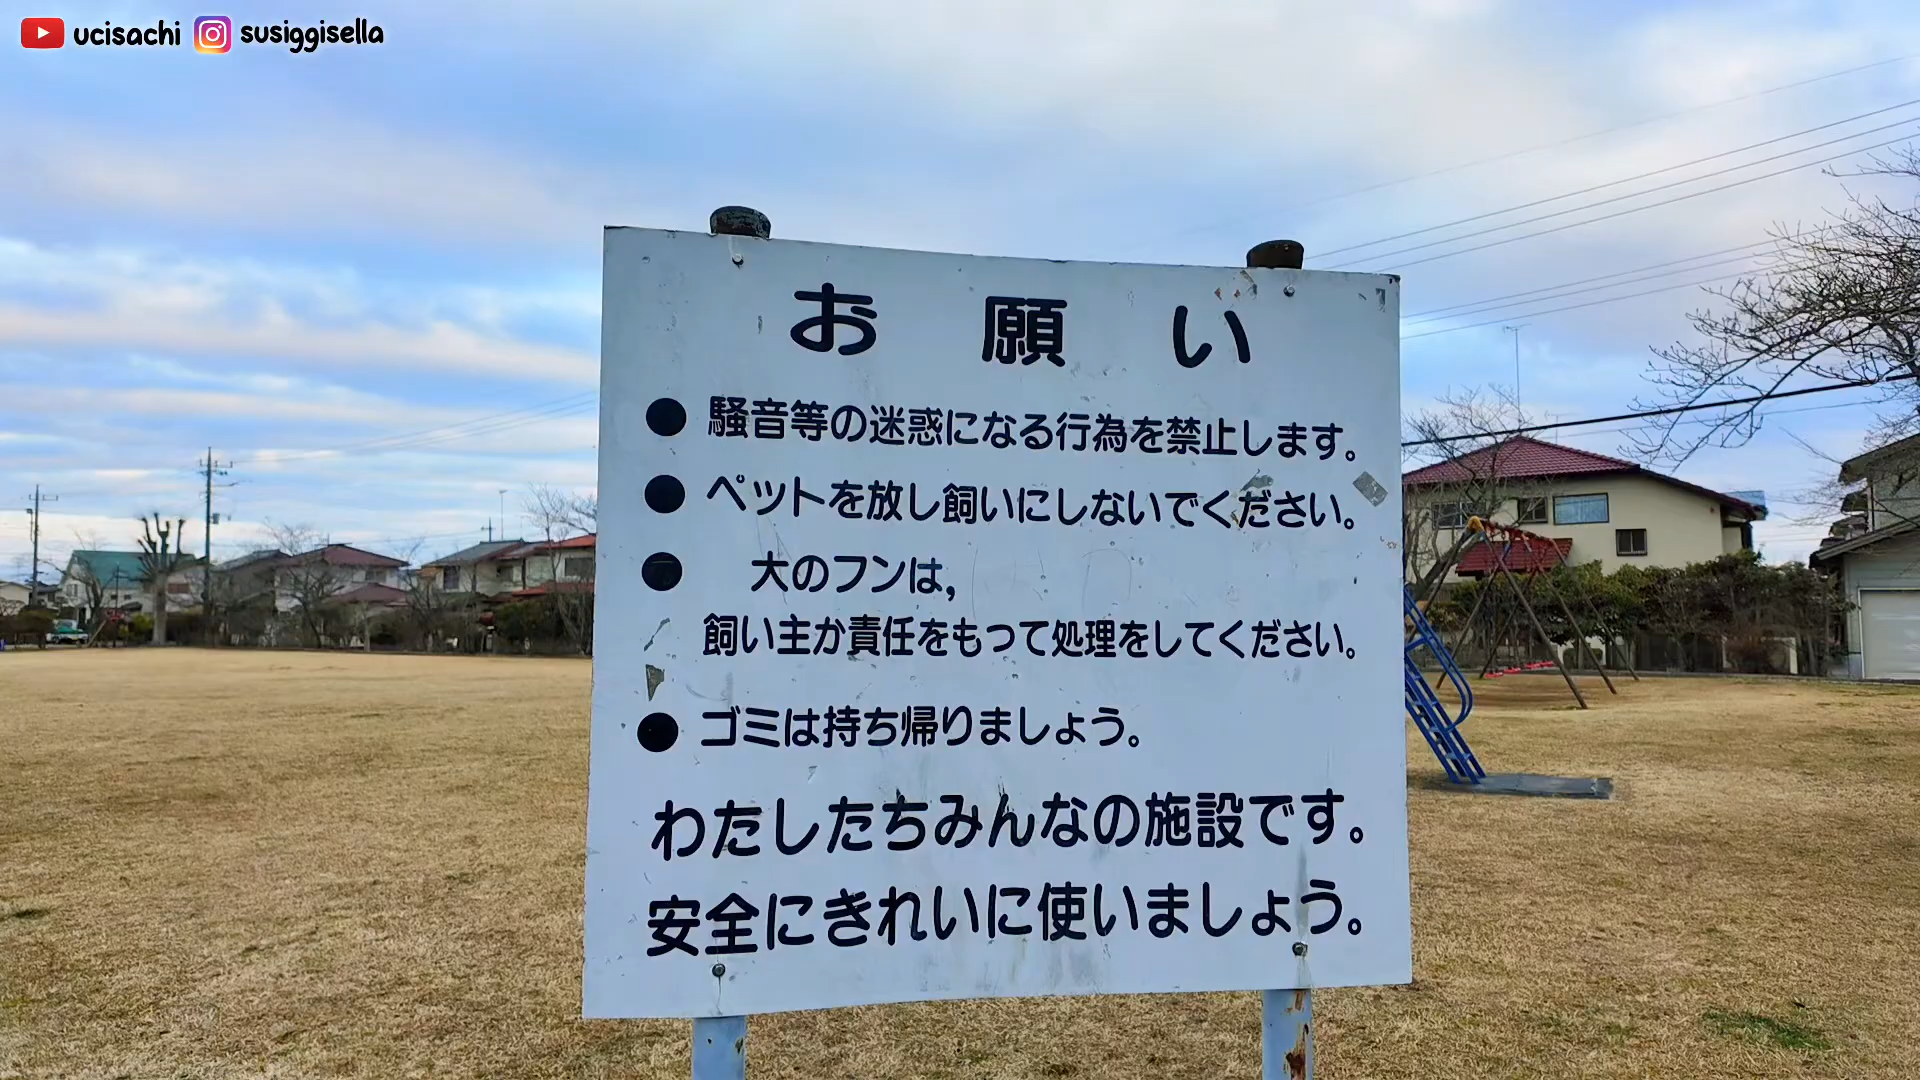 ucisachi susiggisella
お願い
● 騒音等の迷惑になる行為を禁止します。
● ペットを放し飼いにしないでください。
● 大のフンは,
飼い主か責任をもって処理をしてください。
● ゴミは持ち帰りましょう。
わたしたちみんなの施設です。
安全にきれいに使いましょう。